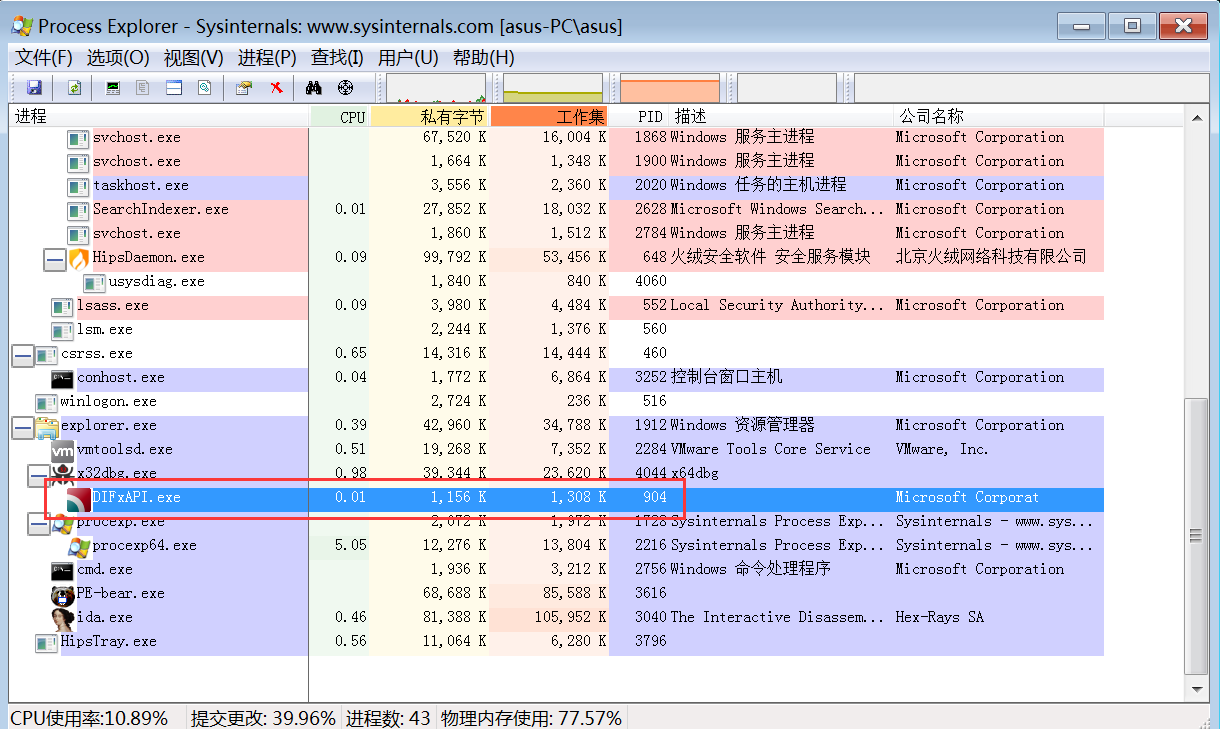 Process Explorer - Sysinternals: www.sysinternals.com [asus-PC\asus]
文件(F) 选项(O) 视图(V) 进程(P) 查找(I) 用户(U) 帮助(H)
进程 CPU 私有字节 工作集 PID 描述 公司名称
svchost.exe 67,520 K 16,004 K 1868 Windows 服务主进程 Microsoft Corporation
svchost.exe 1,664 K 1,348 K 1900 Windows 服务主进程 Microsoft Corporation
taskhost.exe 3,556 K 2,360 K 2020 Windows 任务的主机进程 Microsoft Corporation
SearchIndexer.exe 0.01 27,852 K 18,032 K 2628 Microsoft Windows Search... Microsoft Corporation
svchost.exe 1,860 K 1,512 K 2784 Windows 服务主进程 Microsoft Corporation
HipsDaemon.exe 0.09 99,792 K 53,456 K 648 火绒安全软件 安全服务模块 北京火绒网络科技有限公司
usysdiag.exe 1,840 K 840 K 4060
lsass.exe 0.09 3,980 K 4,484 K 552 Local Security Authority... Microsoft Corporation
lsm.exe 2,244 K 1,376 K 560
csrss.exe 0.65 14,316 K 14,444 K 460
conhost.exe 0.04 1,772 K 6,864 K 3252 控制台窗口主机 Microsoft Corporation
winlogon.exe 2,724 K 236 K 516
explorer.exe 0.39 42,960 K 34,788 K 1912 Windows 资源管理器 Microsoft Corporation
vm vmtoolsd.exe 0.51 19,268 K 7,352 K 2284 VMware Tools Core Service VMware, Inc.
x32dbg.exe 0.98 39,344 K 23,620 K 4044 x64dbg
DIFxAPI.exe 0.01 1,156 K 1,308 K 904 Microsoft Corporat
procexp.exe 2,072 K 1,972 K 1728 Sysinternals Process Exp... Sysinternals - www.sys...
procexp64.exe 5.05 12,276 K 13,804 K 2216 Sysinternals Process Exp... Sysinternals - www.sys...
cmd.exe 1,936 K 3,212 K 2756 Windows 命令处理程序 Microsoft Corporation
PE-bear.exe 68,688 K 85,588 K 3616
ida.exe 0.46 81,388 K 105,952 K 3040 The Interactive Disassem... Hex-Rays SA
HipsTray.exe 0.56 11,064 K 6,280 K 3796
CPU使用率:10.89% 提交更改: 39.96% 进程数: 43 物理内存使用: 77.57%